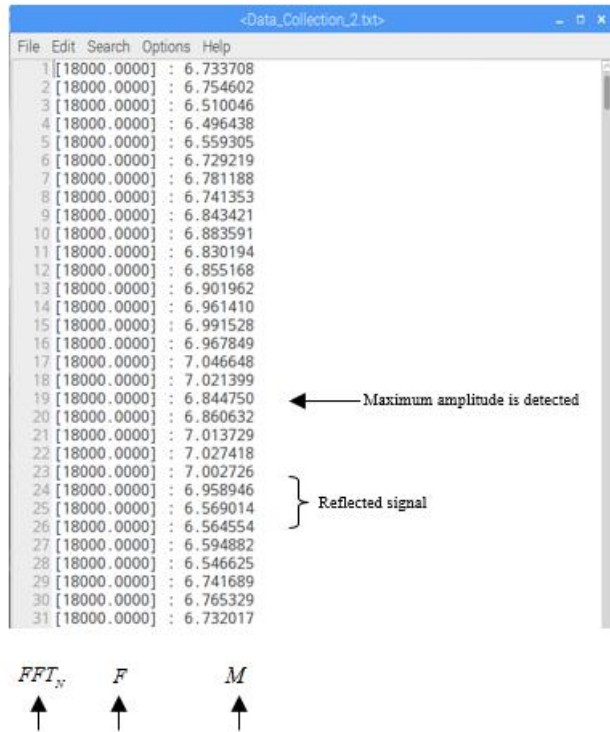 <Data_Collection_2.txt>
File Edit Search Options Help
1 [18000.0000] : 6.733708
2 [18000.0000] : 6.754602
3 [18000.0000] : 6.510046
4 [18000.0000] : 6.496438
5 [18000.0000] : 6.559305
6 [18000.0000] : 6.729219
7 [18000.0000] : 6.781188
8 [18000.0000] : 6.741353
9 [18000.0000] : 6.843421
10 [18000.0000] : 6.883591
11 [18000.0000] : 6.830194
12 [18000.0000] : 6.855168
13 [18000.0000] : 6.901962
14 [18000.0000] : 6.961410
15 [18000.0000] : 6.991528
16 [18000.0000] : 6.967849
17 [18000.0000] : 7.046648
18 [18000.0000] : 7.021399
19 [18000.0000] : 6.844750 Maximum amplitude is detected
20 [18000.0000] : 6.860632
21 [18000.0000] : 7.013729
22 [18000.0000] : 7.027418
23 [18000.0000] : 7.002726
24 [18000.0000] : 6.958946
25 [18000.0000] : 6.569014 Reflected signal
26 [18000.0000] : 6.564554
27 [18000.0000] : 6.594882
28 [18000.0000] : 6.546625
29 [18000.0000] : 6.741689
30 [18000.0000] : 6.765329
31 [18000.0000] : 6.732017
FFT_N F M